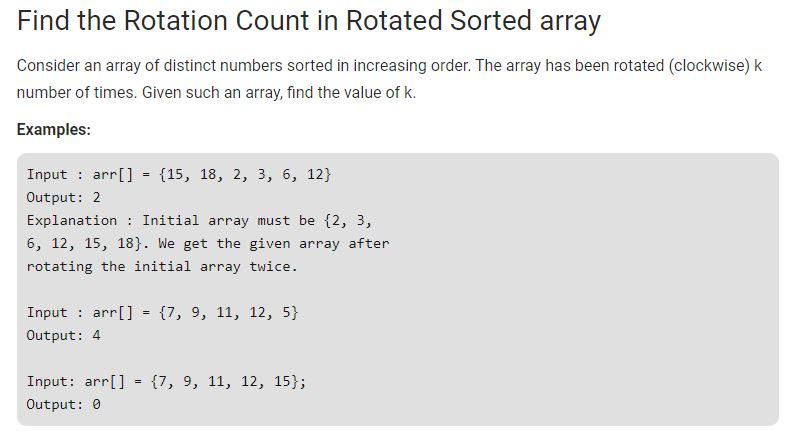 Find the Rotation Count in Rotated Sorted array
Consider an array of distinct numbers sorted in increasing order. The array has been rotated (clockwise) k
number of times. Given such an array, find the value of k.
Examples:
Input : arr[] = {15, 18, 2, 3, 6, 12}
Output: 2
Explanation : Initial array must be {2, 3,
6, 12, 15, 18}. We get the given array after
rotating the initial array twice.
Input : arr[] = {7, 9, 11, 12, 5}
Output: 4
Input: arr[] = {7, 9, 11, 12, 15};
Output: 0